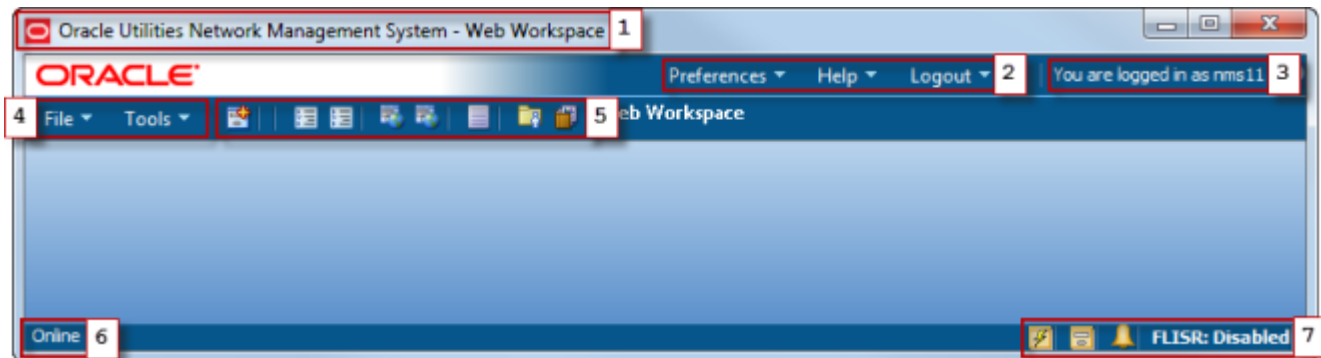 Oracle Utilities Network Management System - Web Workspace 1
ORACLE Preferences Help Logout 2 You are logged in as nms11 3
4 File Tools 5 eb Workspace
Online 6 FLISR: Disabled 7